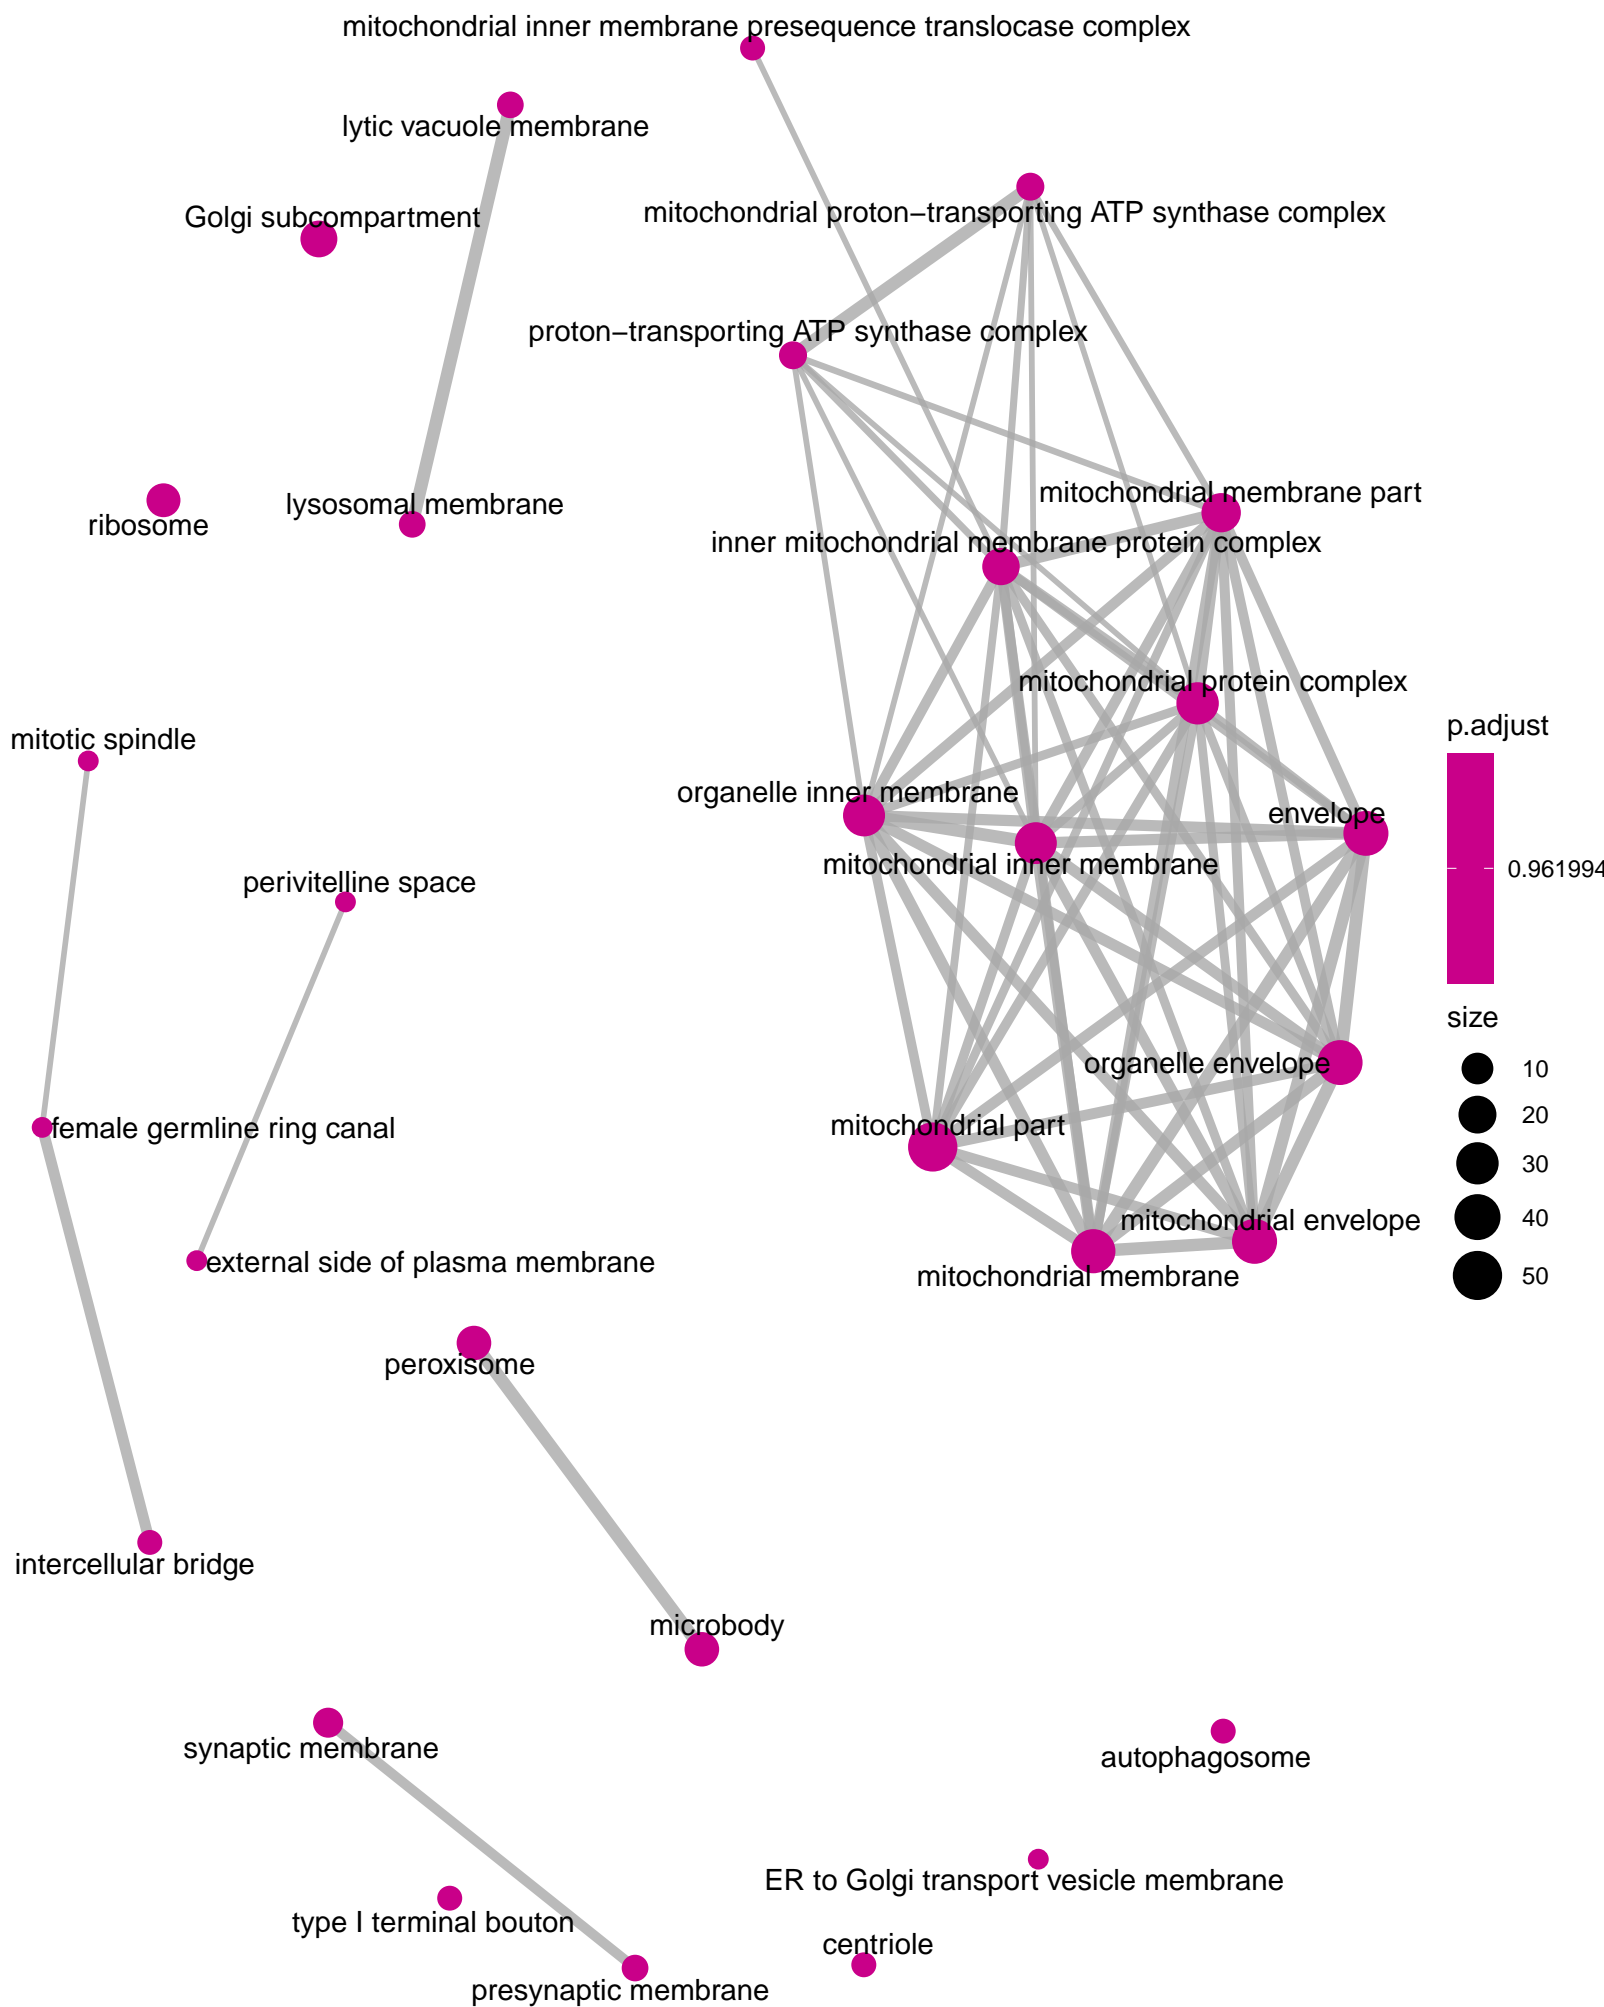 mitochondrial inner membrane presequence translocase complex
lytic vacuole membrane
Golgi subcompartment
mitochondrial proton−transporting ATP synthase complex
proton−transporting ATP synthase complex
mitochondrial membrane part
lysosomal membrane
ribosome
inner mitochondrial membrane protein complex
mitochondrial protein complex
p.adjust
mitotic spindle
organelle inner membrane
envelope
mitochondrial inner membrane
0.961994
perivitelline space
size
organelle envelope
10
20
mitochondrial part
female germline ring canal
30
mitochondrial envelope
40
external side of plasma membrane
mitochondrial membrane
50
peroxisome
intercellular bridge
microbody
synaptic membrane
autophagosome
ER to Golgi transport vesicle membrane
type I terminal bouton
centriole
presynaptic membrane